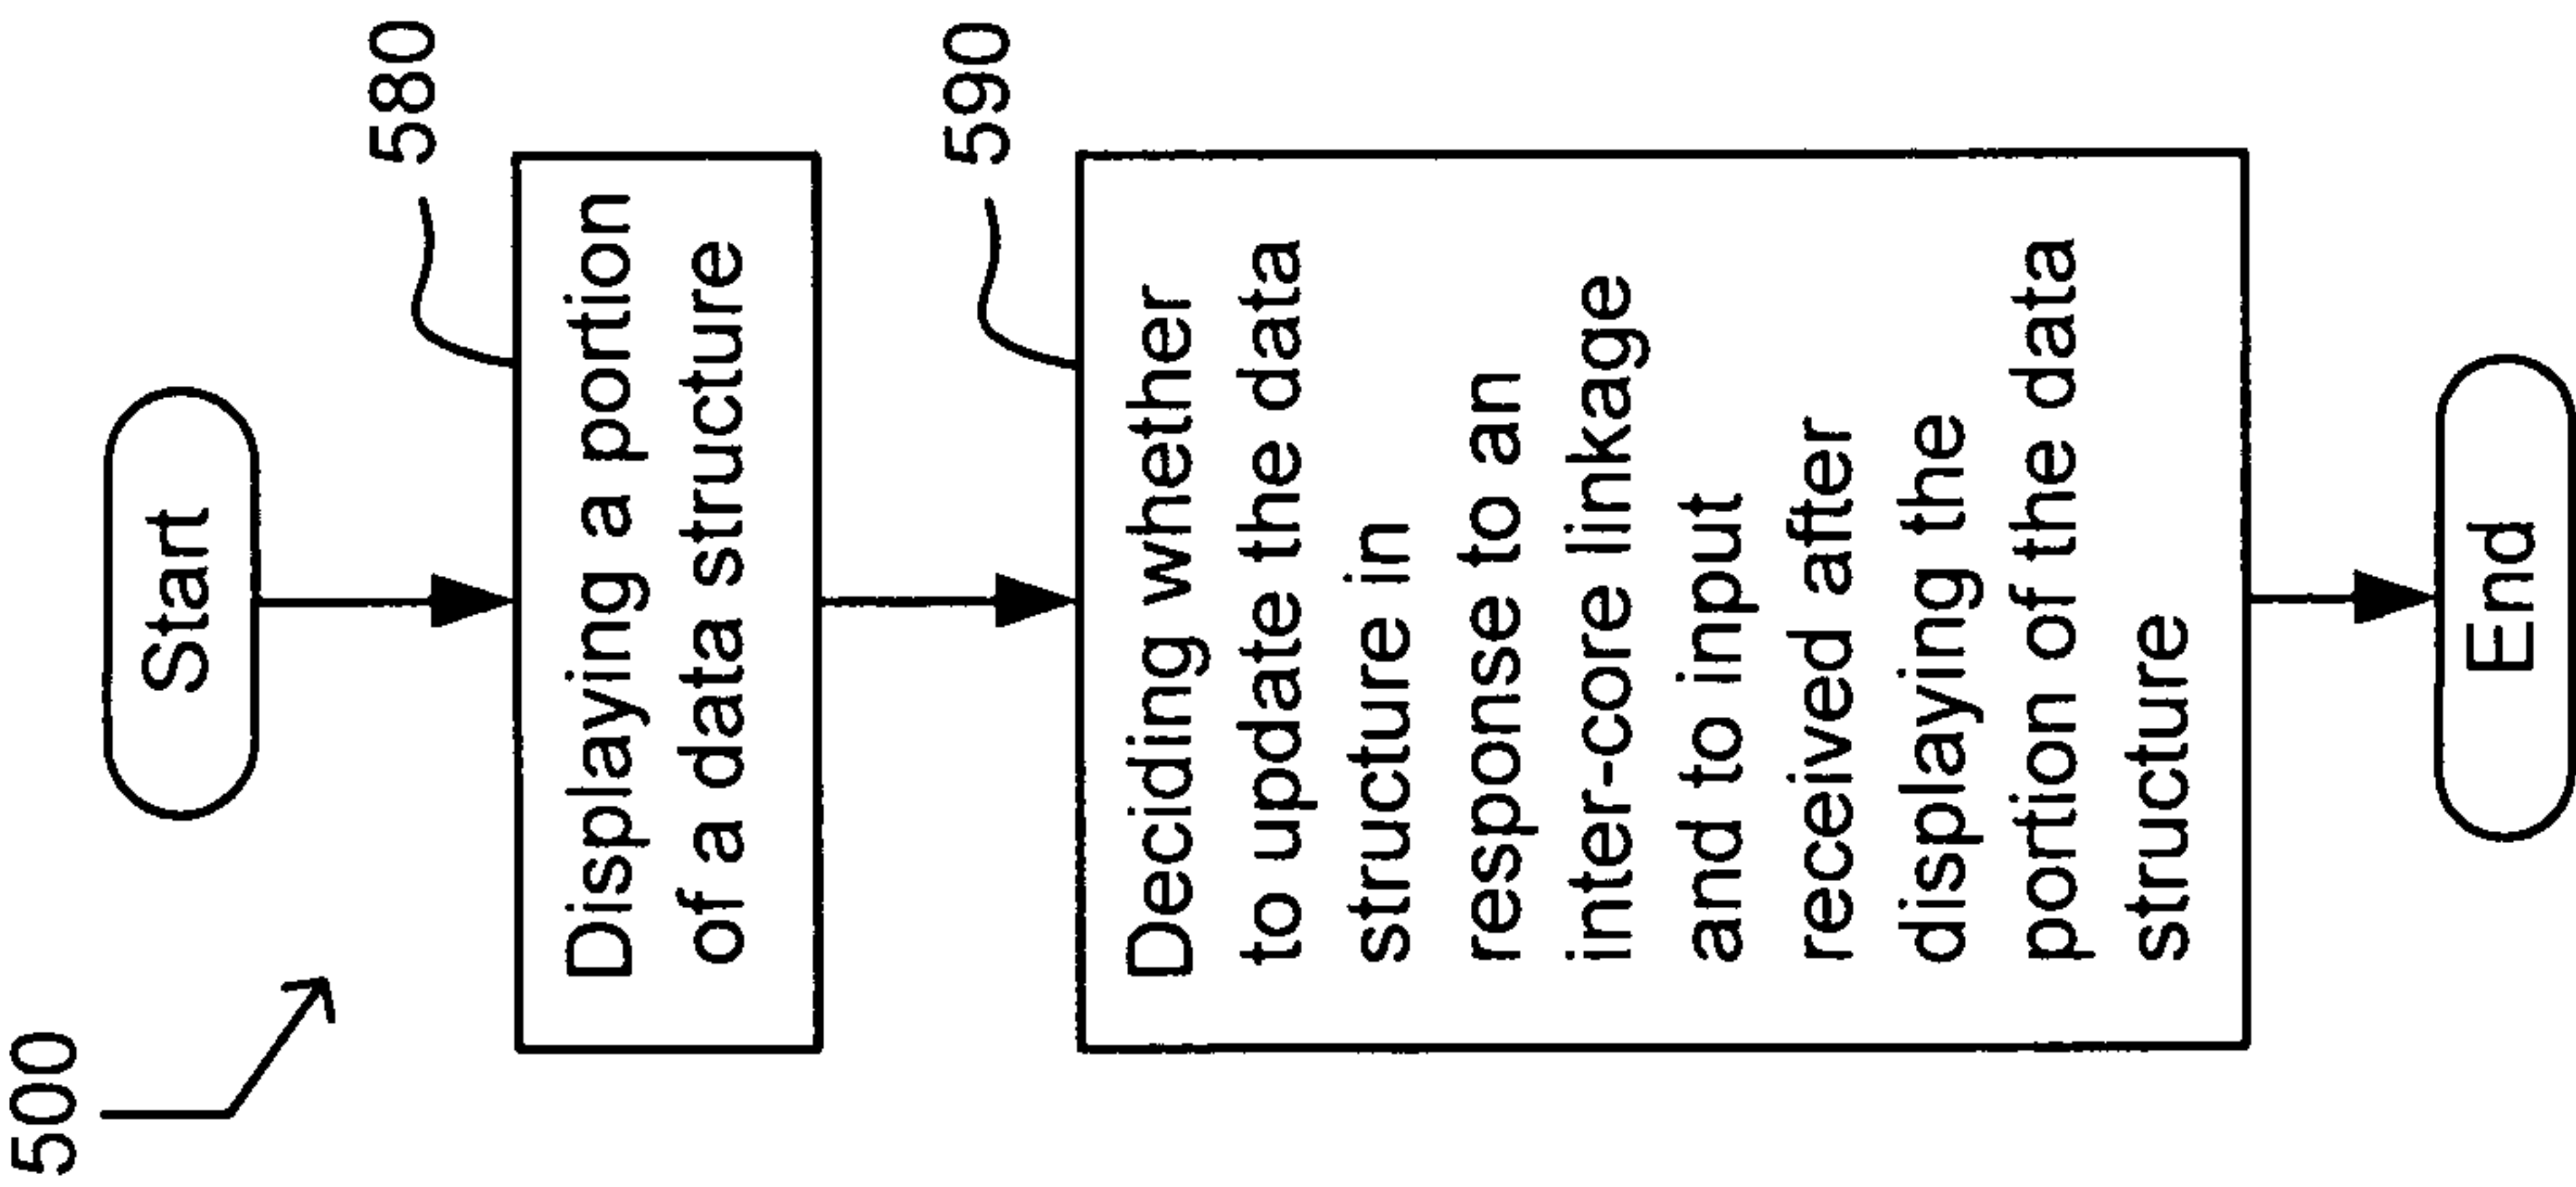 500
Start
580
Displaying a portion
of a data structure
590
Deciding whether
to update the data
structure in
response to an
inter-core linkage
and to input
received after
displaying the
portion of the data
structure
End